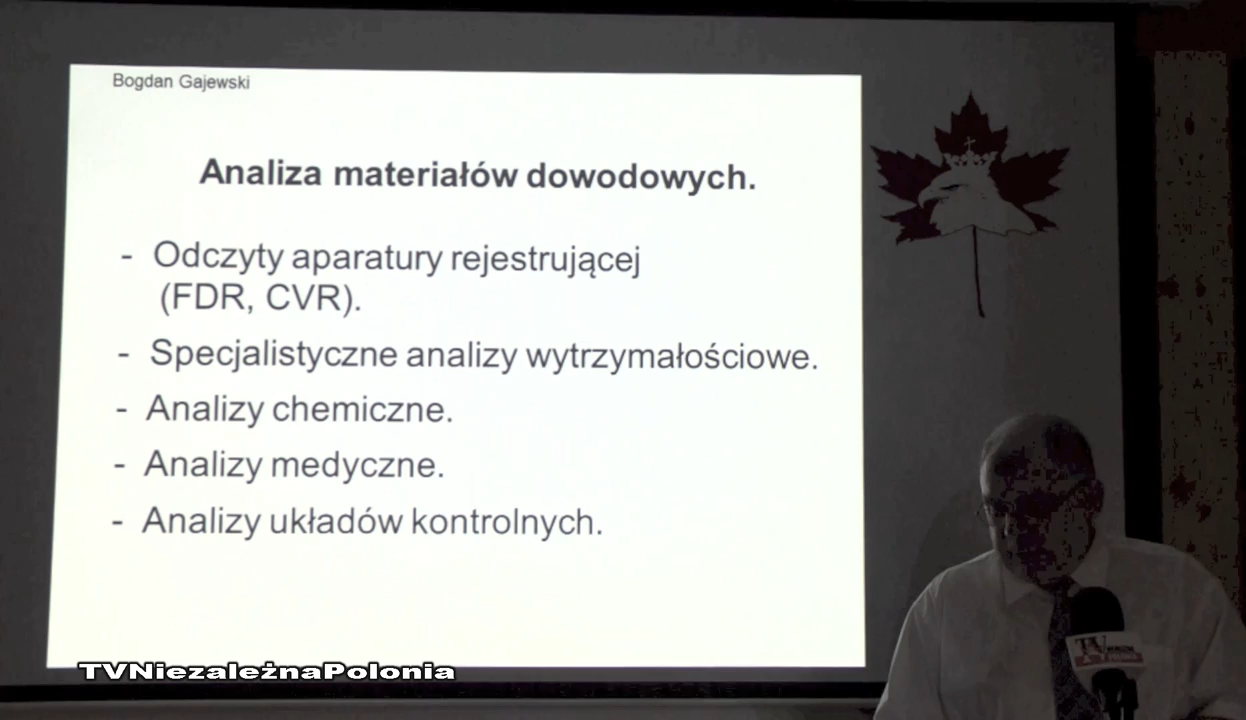 Bogdan Gajewski
Analiza materiałów dowodowych.
- Odczyty aparatury rejestrującej
(FDR, CVR).
- Specjalistyczne analizy wytrzymałościowe.
- Analizy chemiczne.
- Analizy medyczne.
- Analizy układów kontrolnych.
TVNiezależnaPolonia
TV